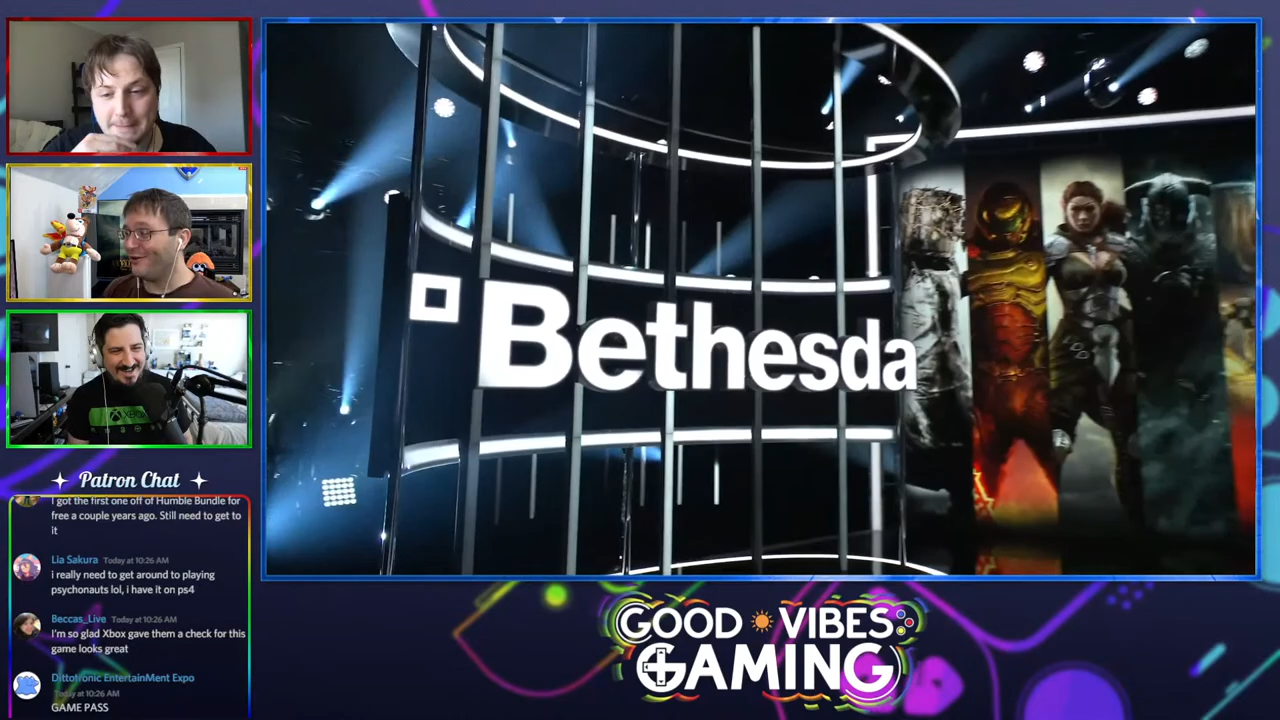 Bethesda
XBOX
Patron Chat
I got the first one off of Humble Bundle for
free a couple years ago. Still need to get to
it
Lia Sakura Today at 10:26 AM
i really need to get around to playing
psychonauts lol, i have it on ps4
Beccas_Live Today at 10:26 AM
I'm so glad Xbox gave them a check for this
game looks great
Dittotronic EntertainMent Expo
Today at 10:26 AM
GAME PASS
GOOD VIBES
GAMING